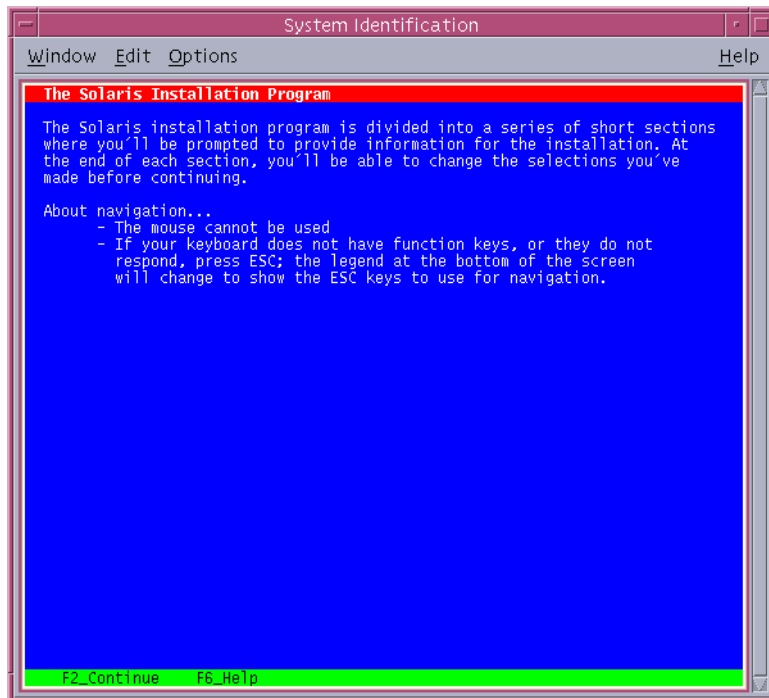 System Identification
Window Edit Options Help
The Solaris Installation Program
The Solaris installation program is divided into a series of short sections
where you'll be prompted to provide information for the installation. At
the end of each section, you'll be able to change the selections you've
made before continuing.
About navigation...
- The mouse cannot be used
- If your keyboard does not have function keys, or they do not
respond, press ESC; the legend at the bottom of the screen
will change to show the ESC keys to use for navigation.
F2_Continue F6_Help